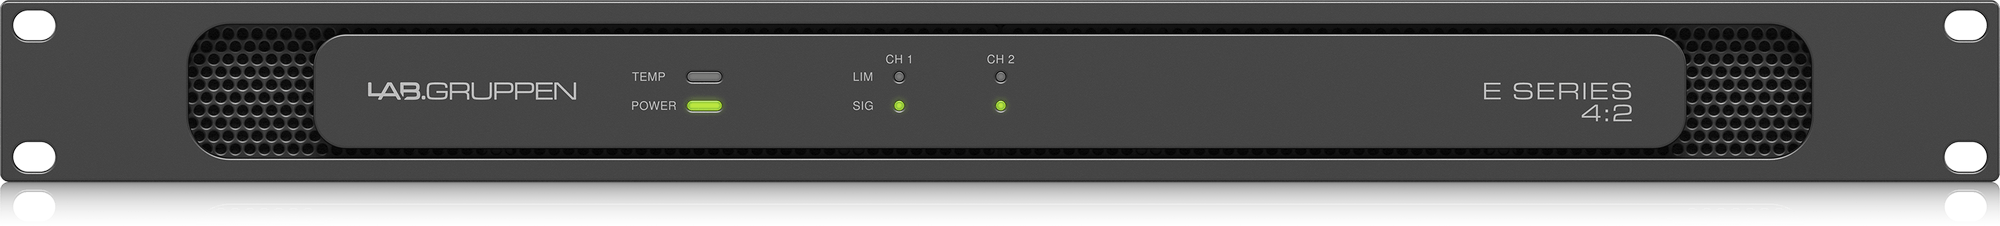 LAB.GRUPPEN
TEMP
POWER
CH 1 CH 2
LIM
SIG
E SERIES
4:2